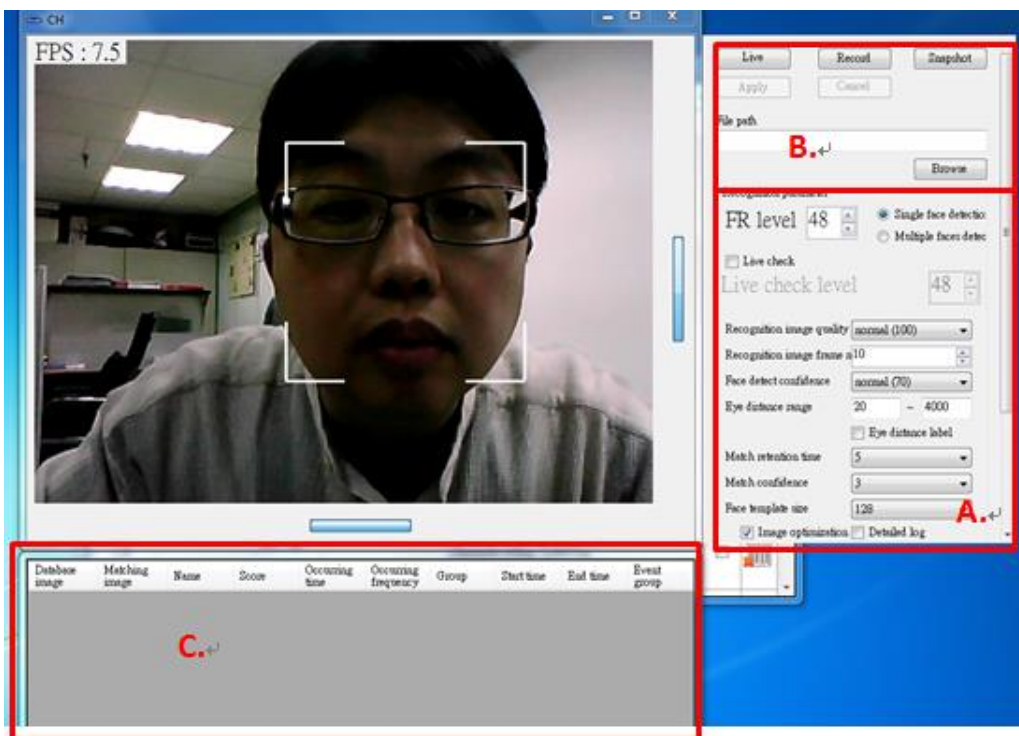 CH
FPS : 7.5
Live Record Snapshot
Apply Cancel
File path
B.
Browse
Recognition parameter
FR level 48 Single face detection
Multiple faces detec
Live check
Live check level 48
Recognition image quality normal (100)
Recognition image frame a 10
Face detect confidence normal (70)
Eye distance range 20 ~ 4000
Eye distance label
Match retention time 5
Match confidence 3
Face template size 128
A.
Image optimization Detailed log
Database image Matching image Name Score Occurring time Occurring frequency Group Start time End time Event group
C.